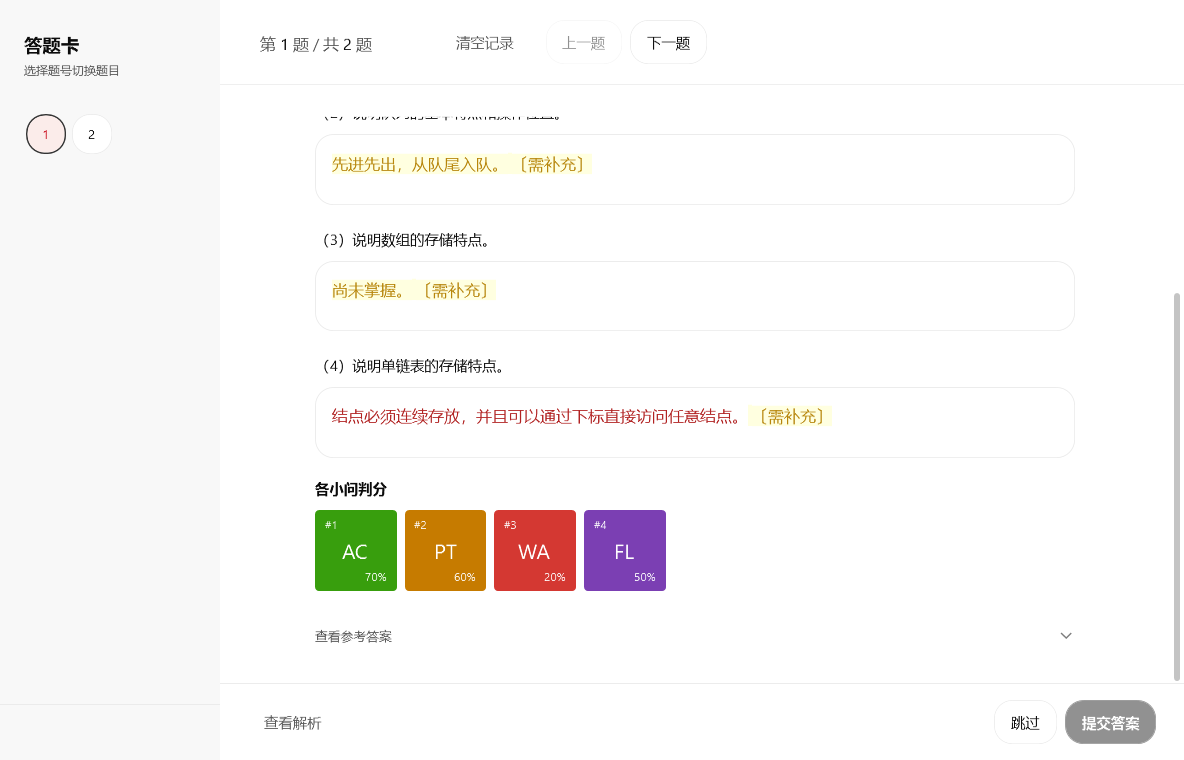 答题卡
选择题号切换题目
1
2
第 1 题 / 共 2 题
清空记录
上一题
下一题
先进先出，从队尾入队。〔需补充〕
（3）说明数组的存储特点。
尚未掌握。〔需补充〕
（4）说明单链表的存储特点。
结点必须连续存放，并且可以通过下标直接访问任意结点。〔需补充〕
各小问判分
#1
AC
70%
#2
PT
60%
#3
WA
20%
#4
FL
50%
查看参考答案
查看解析
跳过
提交答案